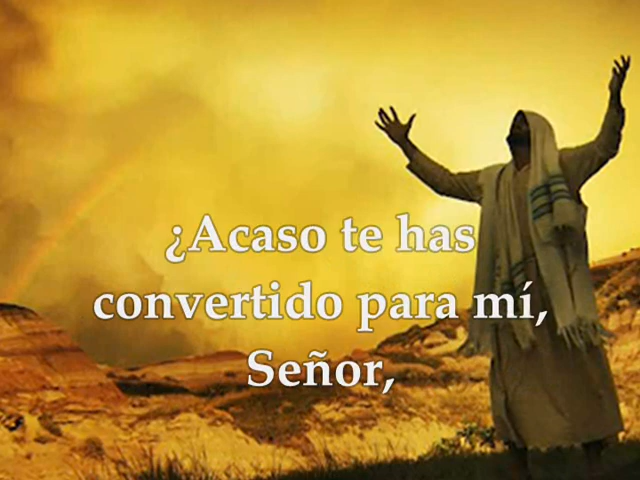 ¿Acaso te has
convertido para mí,
Señor,